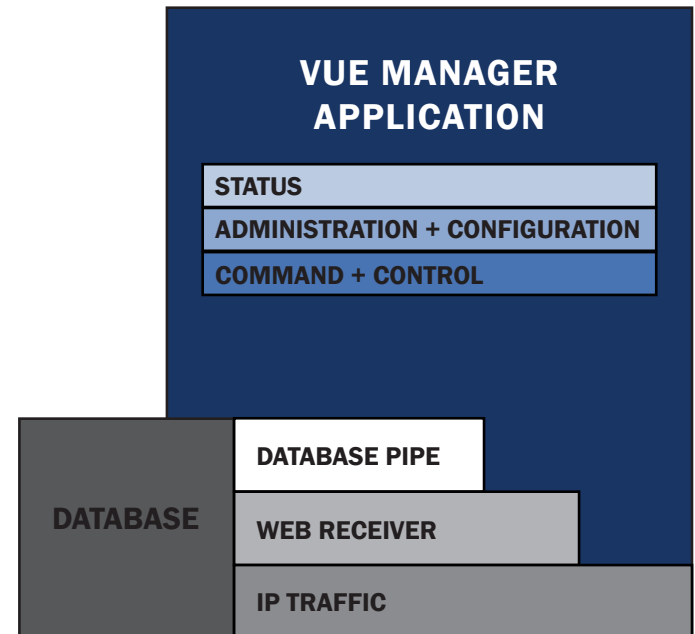 VUE MANAGER
APPLICATION
STATUS
ADMINISTRATION + CONFIGURATION
COMMAND + CONTROL
DATABASE
DATABASE PIPE
WEB RECEIVER
IP TRAFFIC